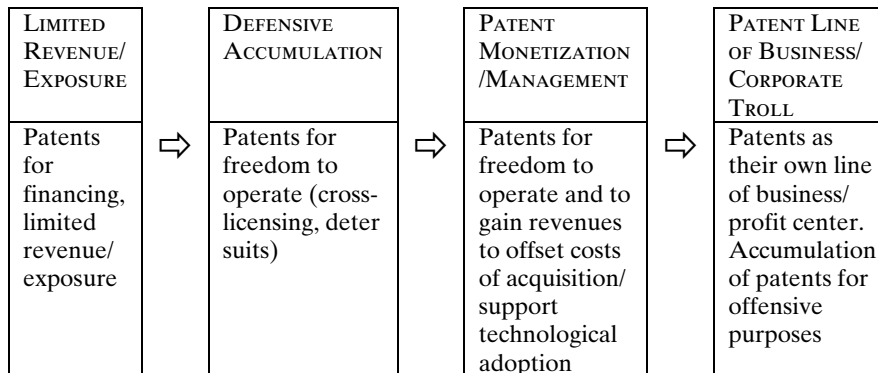 LIMITED
REVENUE/
EXPOSURE
Patents
for
financing,
limited
revenue/
exposure
⇨
DEFENSIVE
ACCUMULATION
Patents for
freedom to
operate (cross-
licensing, deter
suits)
⇨
PATENT
MONETIZATION
/MANAGEMENT
Patents for
freedom to
operate and to
gain revenues
to offset costs
of acquisition/
support
technological
adoption
⇨
PATENT LINE
OF BUSINESS/
CORPORATE
TROLL
Patents as
their own line
of business/
profit center.
Accumulation
of patents for
offensive
purposes